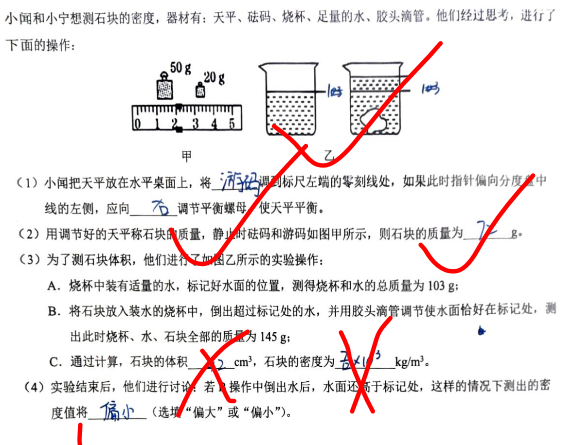 小闻和小宁想测石块的密度，器材有：天平、砝码、烧杯、足量的水、胶头滴管。他们经过思考，进行了
下面的操作：
50 g 20 g
103 103
0 1 2 3 4 5
甲 乙
（1）小闻把天平放在水平桌面上，将 游码 调到标尺左端的零刻线处，如果此时指针偏向分度盘中
线的左侧，应向 右 调节平衡螺母，使天平平衡。
（2）用调节好的天平称石块的质量，静止时砝码和游码如图甲所示，则石块的质量为 72 g。
（3）为了测石块体积，他们进行了如图乙所示的实验操作：
A．烧杯中装有适量的水，标记好水面的位置，测得烧杯和水的总质量为 103 g；
B．将石块放入装水的烧杯中，倒出超过标记处的水，并用胶头滴管调节使水面恰好在标记处，测
出此时烧杯、水、石块全部的质量为 145 g；
C．通过计算，石块的体积 cm³，石块的密度为 kg/m³。
（4）实验结束后，他们进行讨论：若 B 操作中倒出水后，水面还高于标记处，这样的情况下测出的密
度值将 偏小 （选填“偏大”或“偏小”）。